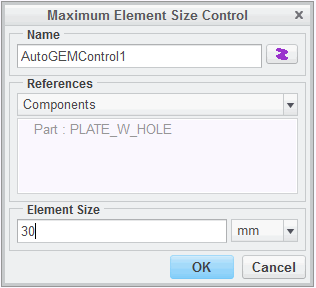 Maximum Element Size Control
Name
AutoGEMControl1
References
Components
Part : PLATE_W_HOLE
Element Size
30
mm
OK
Cancel